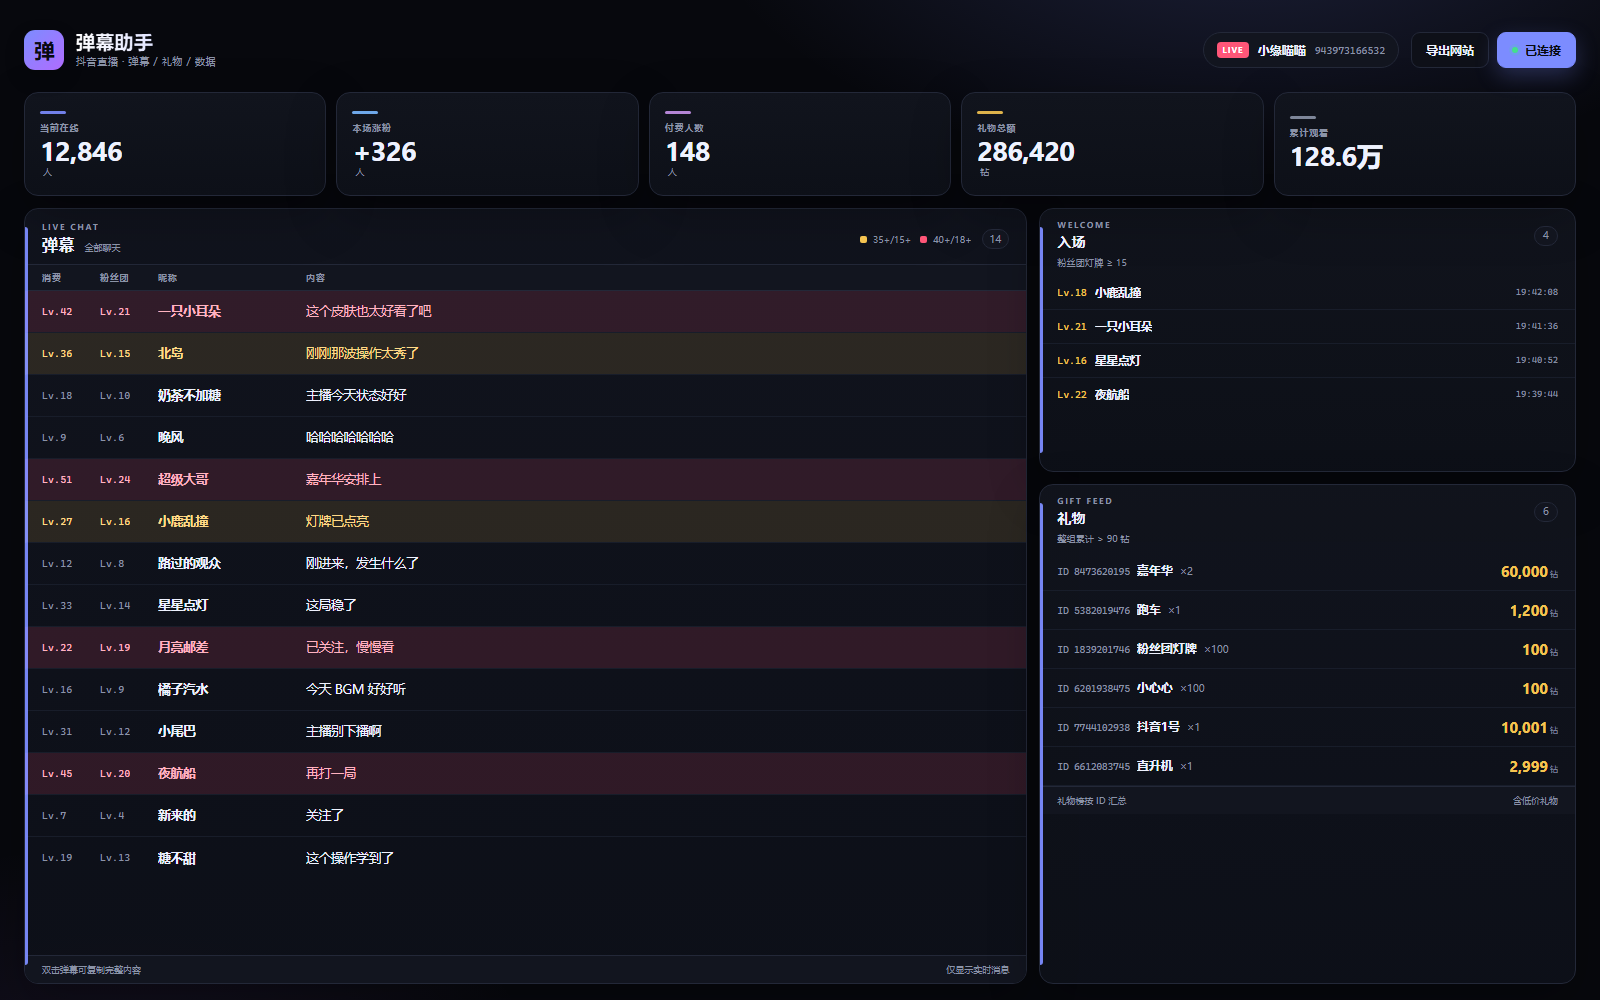 弹
弹幕助手
抖音直播 · 弹幕 / 礼物 / 数据
LIVE 小缘喵喵 943973166532
导出网站
已连接
当前在线
12,846
人
本场涨粉
+326
人
付费人数
148
人
礼物总额
286,420
钻
累计观看
128.6万
LIVE CHAT
弹幕 全部聊天
35+/15+ 40+/18+ 14
消费 粉丝团 昵称 内容
Lv.42 Lv.21 一只小耳朵 这个皮肤也太好看了吧
Lv.36 Lv.15 北岛 刚刚那波操作太秀了
Lv.18 Lv.10 奶茶不加糖 主播今天状态好好
Lv.9 Lv.6 晚风 哈哈哈哈哈哈哈
Lv.51 Lv.24 超级大哥 嘉年华安排上
Lv.27 Lv.16 小鹿乱撞 灯牌已点亮
Lv.12 Lv.8 路过的观众 刚进来，发生什么了
Lv.33 Lv.14 星星点灯 这局稳了
Lv.22 Lv.19 月亮邮差 已关注，慢慢看
Lv.16 Lv.9 橘子汽水 今天 BGM 好好听
Lv.31 Lv.12 小尾巴 主播别下播啊
Lv.45 Lv.20 夜航船 再打一局
Lv.7 Lv.4 新来的 关注了
Lv.19 Lv.13 糖不甜 这个操作学到了
双击弹幕可复制完整内容
仅显示实时消息
WELCOME
入场
4
粉丝团灯牌 ≥ 15
Lv.18 小鹿乱撞 19:42:08
Lv.21 一只小耳朵 19:41:36
Lv.16 星星点灯 19:40:52
Lv.22 夜航船 19:39:44
GIFT FEED
礼物
6
整组累计 > 90 钻
ID 8473620195 嘉年华 ×2 60,000 钻
ID 5382019476 跑车 ×1 1,200 钻
ID 1839201746 粉丝团灯牌 ×100 100 钻
ID 6201938475 小心心 ×100 100 钻
ID 7744102938 抖音1号 ×1 10,001 钻
ID 6612083745 直升机 ×1 2,999 钻
礼物榜按 ID 汇总
含低价礼物